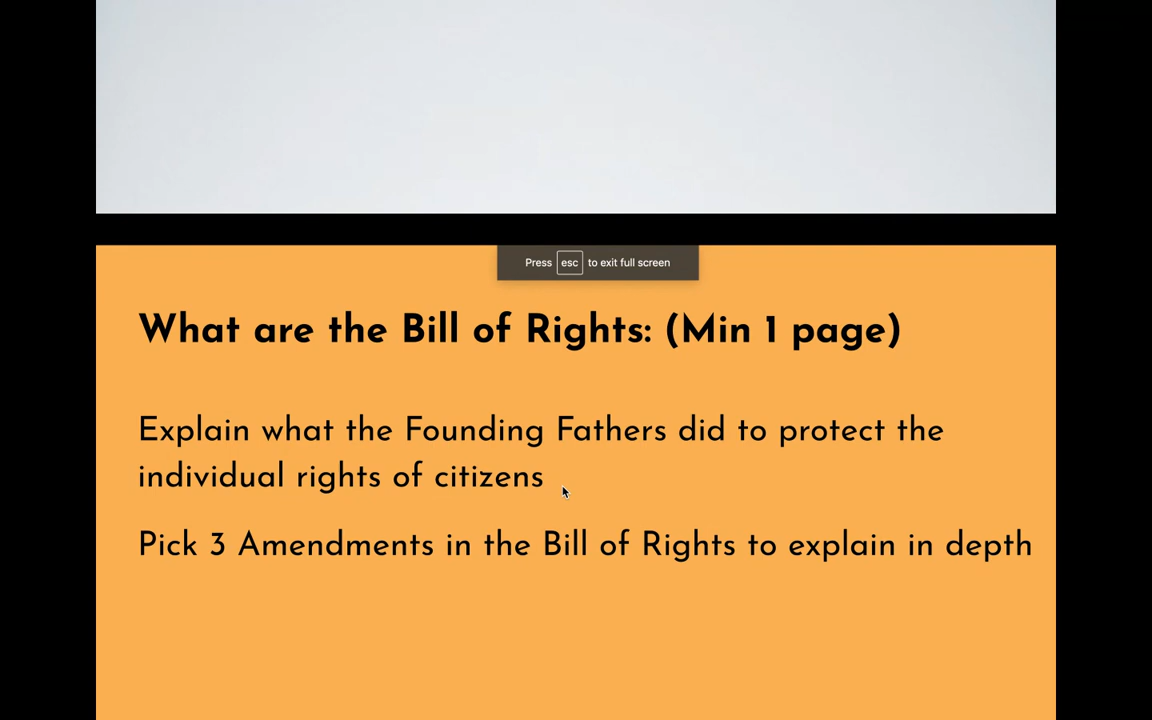 Press esc to exit full screen
What are the Bill of Rights: (Min 1 page)
Explain what the Founding Fathers did to protect the
individual rights of citizens
Pick 3 Amendments in the Bill of Rights to explain in depth